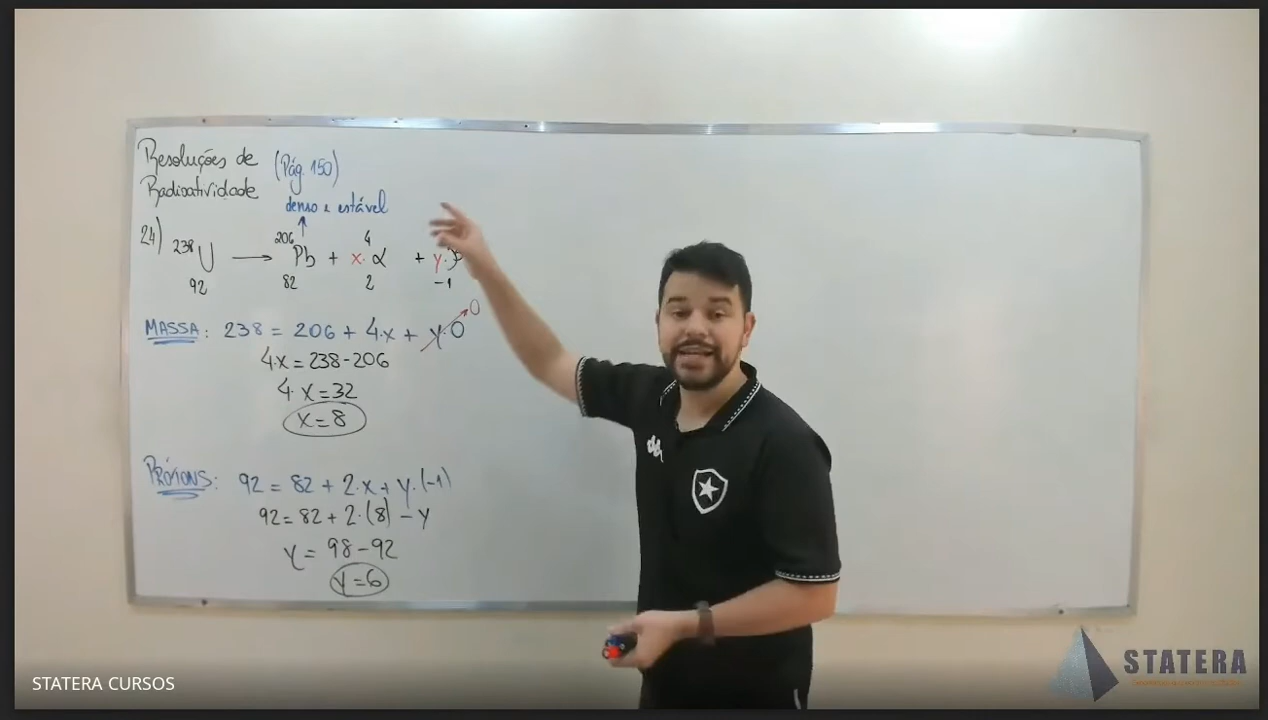 Resoluções de (Pág. 150)
Radioatividade
denso e estável
24) 238 92 U → 206 82 Pb + x· 4 2 α + y· -1 β
MASSA: 238 = 206 + 4·x + y·0 0
4·x = 238-206
4·x = 32
x = 8
PRÓTONS: 92 = 82 + 2·x + y·(-1)
92 = 82 + 2·(8) - y
y = 98 - 92
y = 6
STATERA
STATERA CURSOS